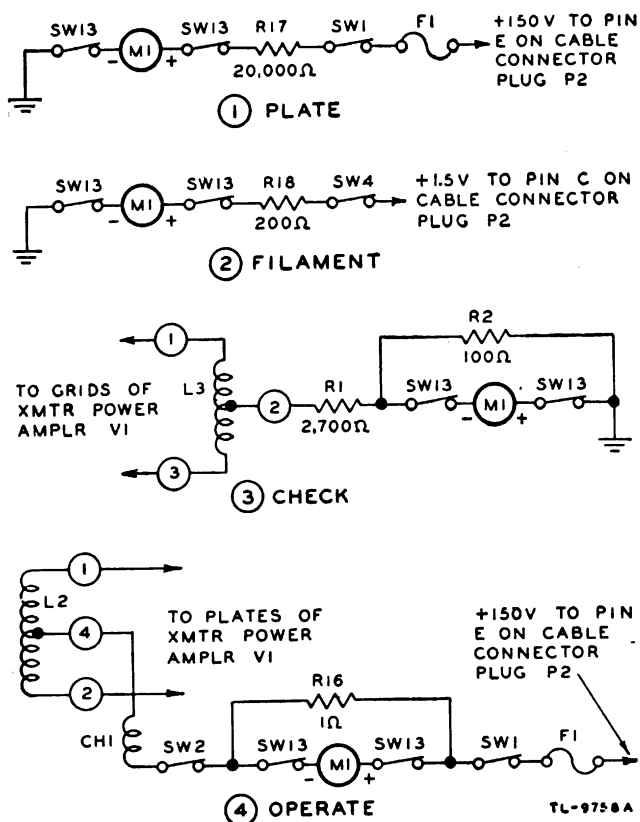 SW13 SW13 R17 SW1 F1
- M1 + 20,000Ω
+150V TO PIN
E ON CABLE
CONNECTOR
PLUG P2
1 PLATE
SW13 SW13 R18 SW4
M1
- + 200Ω
+1.5V TO PIN C ON
CABLE CONNECTOR
PLUG P2
2 FILAMENT
1
TO GRIDS OF
XMTR POWER
AMPLR V1
L3
2
R1
2,700Ω
R2
100Ω
SW13 M1 SW13
- +
3
3 CHECK
1
L2
4
2
TO PLATES OF
XMTR POWER
AMPLR V1
CH1
SW2
R16
1Ω
SW13 SW13
- M1 +
SW1 F1
+150V TO PIN
E ON CABLE
CONNECTOR
PLUG P2
4 OPERATE
TL-9758A